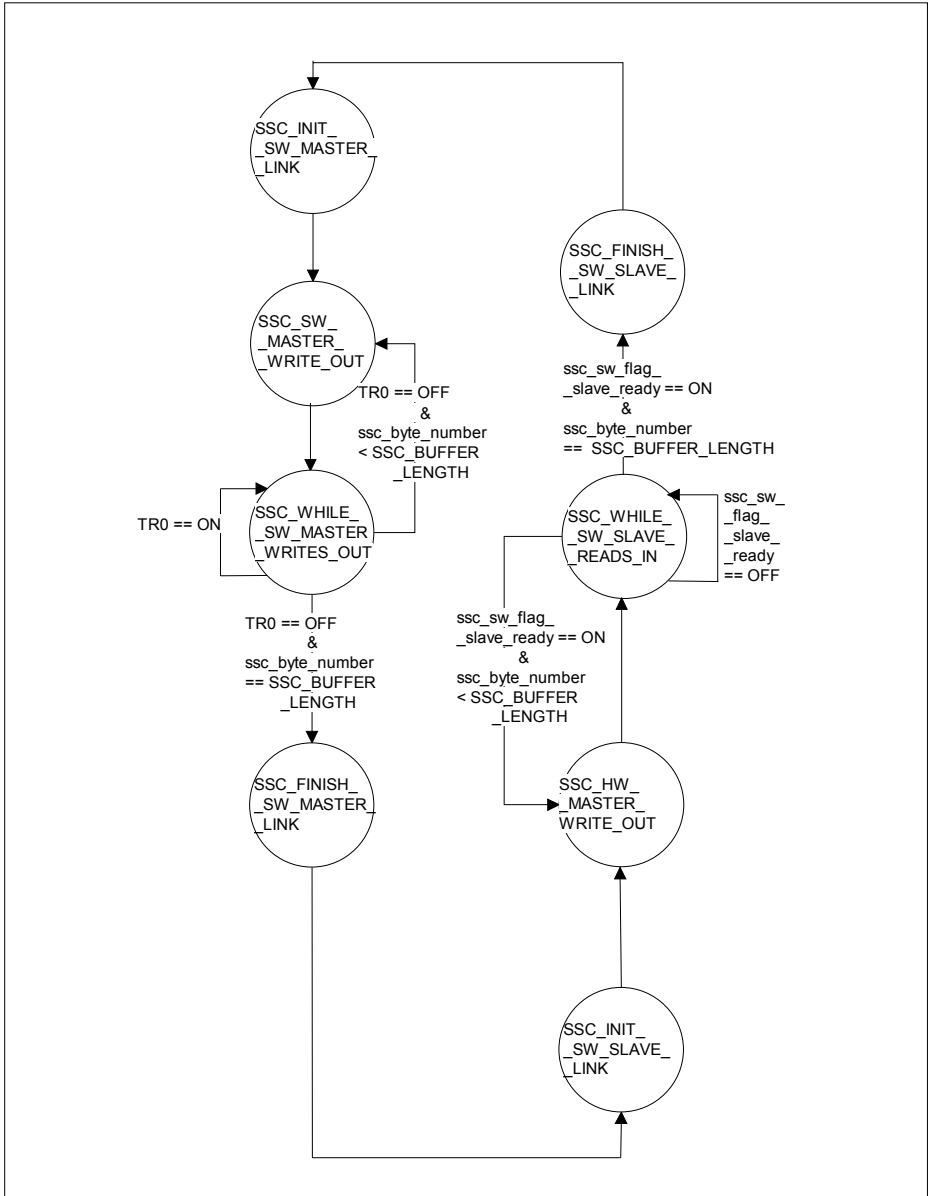 SSC_INIT_
_SW_MASTER_
_LINK
SSC_SW_
_MASTER_
_WRITE_OUT
TR0 == OFF
&
ssc_byte_number
< SSC_BUFFER
_LENGTH
SSC_WHILE_
_SW_MASTER
_WRITES_OUT
TR0 == ON
TR0 == OFF
&
ssc_byte_number
== SSC_BUFFER
_LENGTH
SSC_FINISH_
_SW_MASTER_
_LINK
SSC_FINISH_
_SW_SLAVE_
_LINK
ssc_sw_flag_
_slave_ready == ON
&
ssc_byte_number
== SSC_BUFFER_LENGTH
SSC_WHILE_
_SW_SLAVE_
_READS_IN
ssc_sw_
_flag_
_slave_
_ready
== OFF
ssc_sw_flag_
_slave_ready == ON
&
ssc_byte_number
< SSC_BUFFER
_LENGTH
SSC_HW_
_MASTER_
WRITE_OUT
SSC_INIT_
_SW_SLAVE_
_LINK